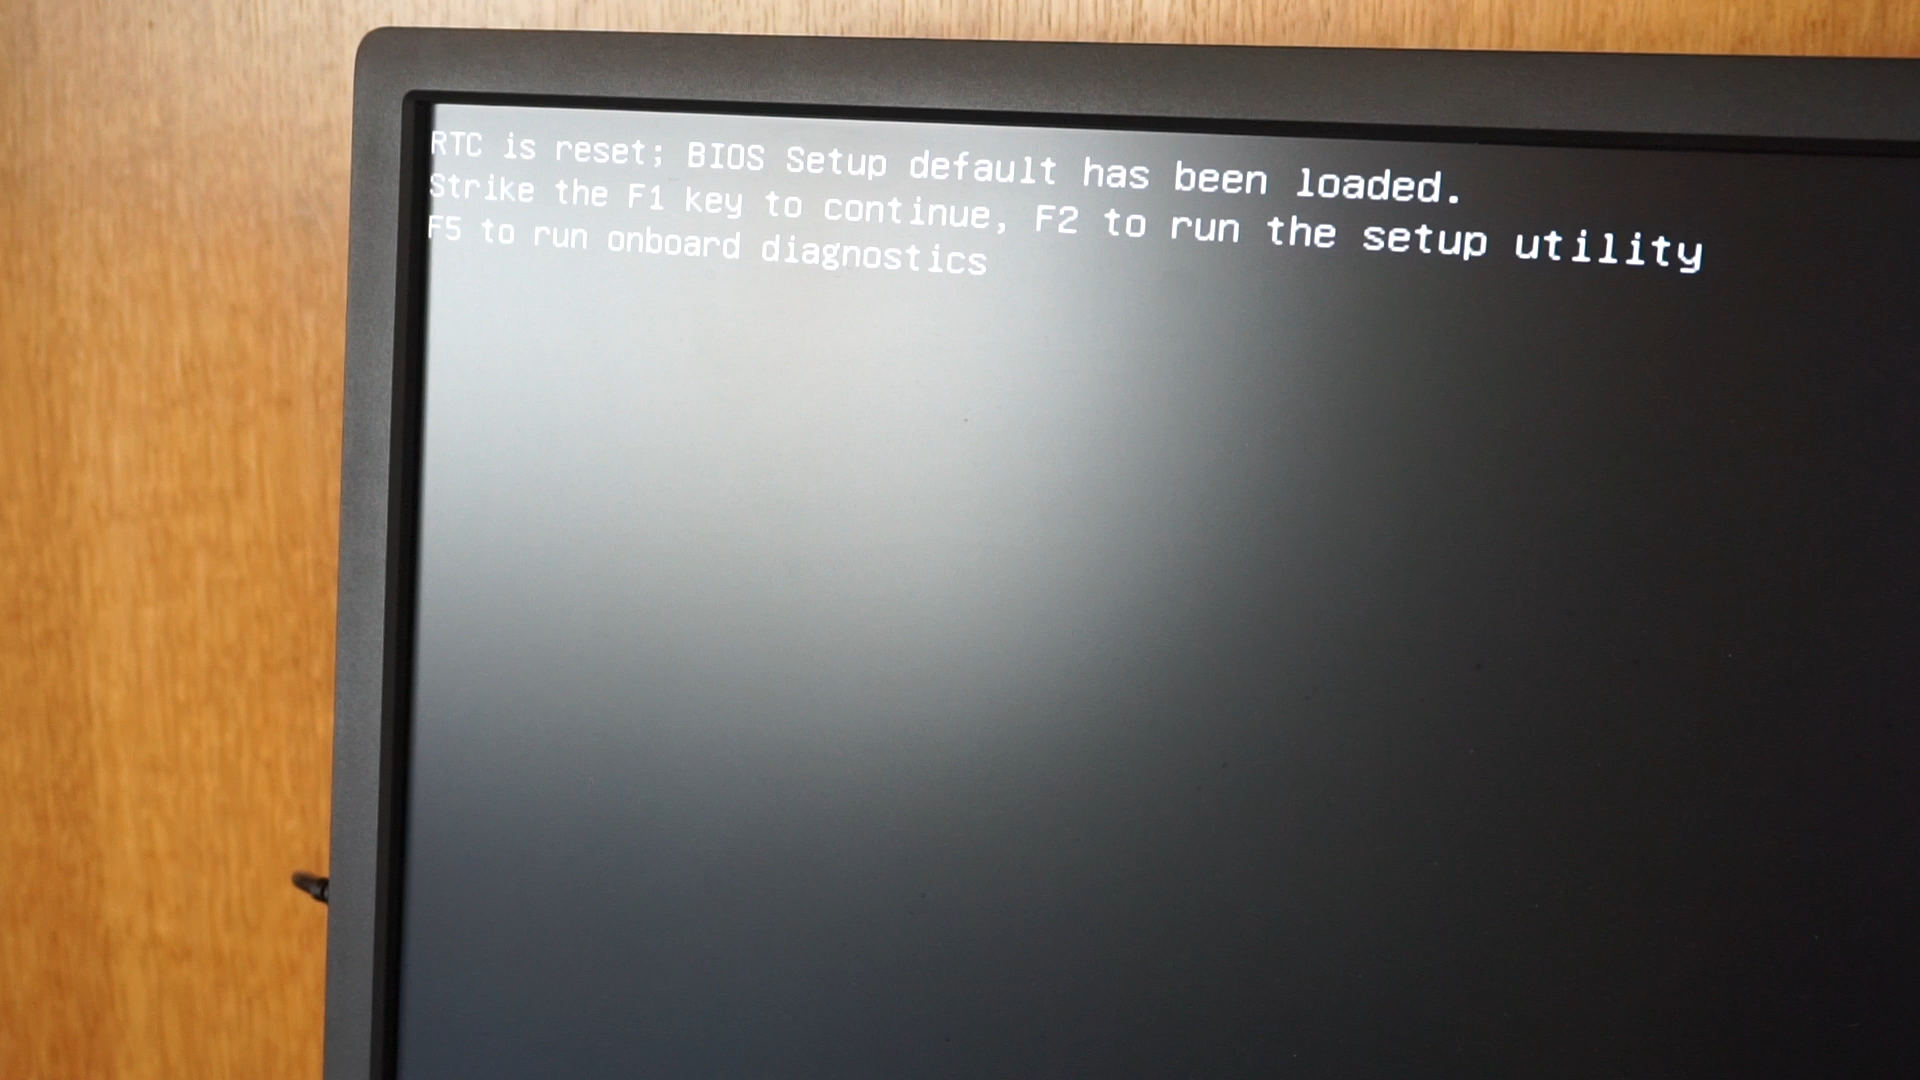 RTC is reset; BIOS Setup default has been loaded.
Strike the F1 key to continue, F2 to run the setup utility
F5 to run onboard diagnostics